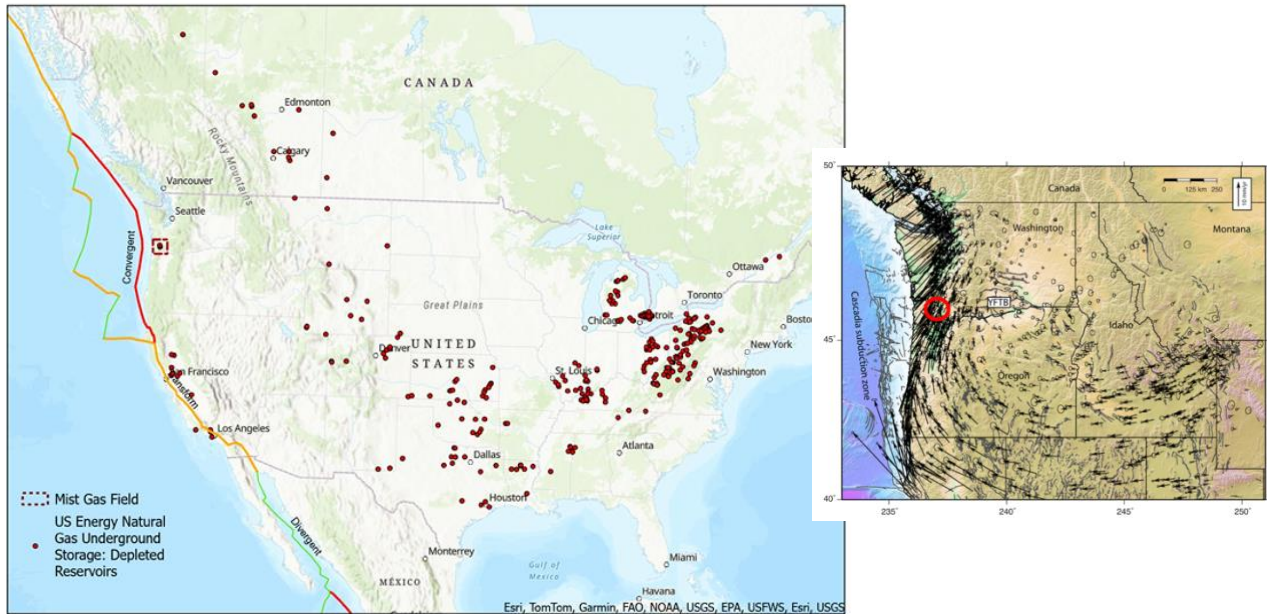 CANADA
Edmonton
Calgary
Rocky Mountains
Vancouver
Seattle
Convergent
Lake
Superior
Ottawa
Toronto
Great Plains
Chicago
Detroit
Boston
New York
Denver
UNITED
STATES
St. Louis
Washington
San Francisco
Transform
Los Angeles
Atlanta
Dallas
Houston
Divergent
Mist Gas Field
US Energy Natural
Gas Underground
Storage: Depleted
Reservoirs
Monterrey
Gulf of
Mexico
Miami
MÉXICO
Havana
Esri, TomTom, Garmin, FAO, NOAA, USGS, EPA, USFWS, Esri, USGS
50°
Canada
0 125 km 250
Washington
Montana
YFTB
Cascadia subduction zone
45°
Idaho
Oregon
40°
235° 240° 245° 250°